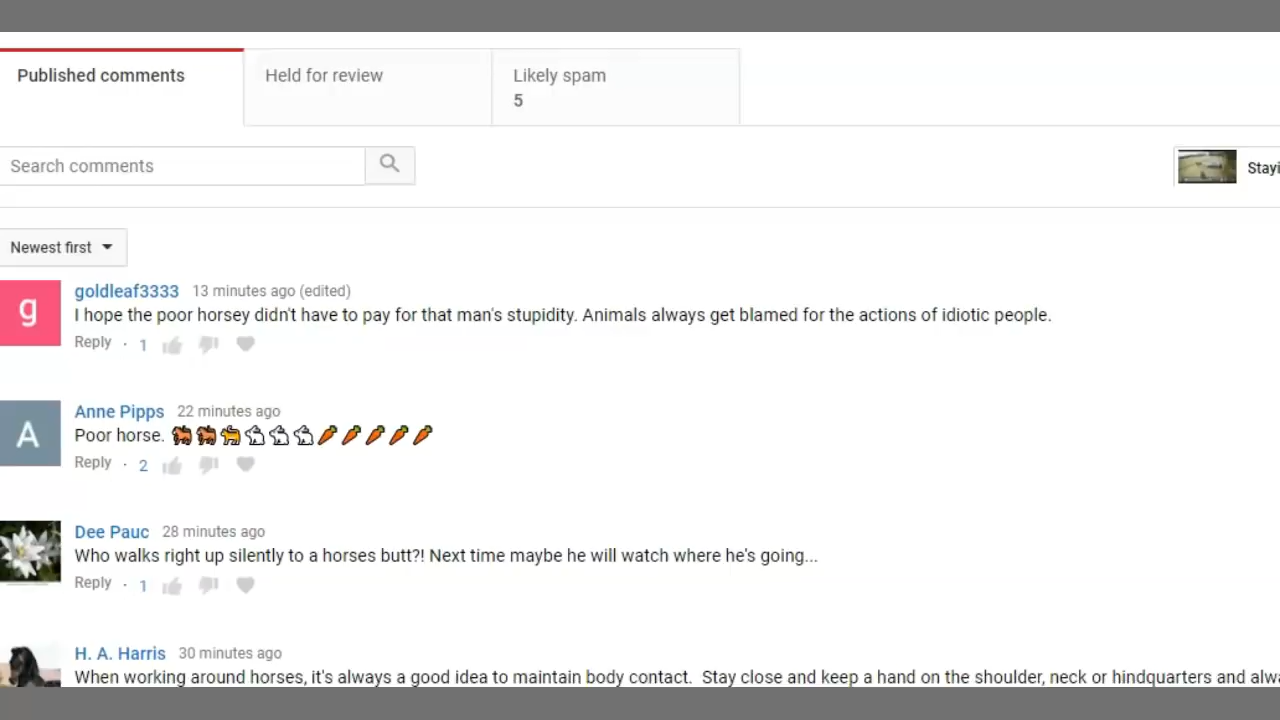 Published comments
Held for review
Likely spam
5
Search comments
Newest first
g
goldleaf3333 13 minutes ago (edited)
I hope the poor horsey didn't have to pay for that man's stupidity. Animals always get blamed for the actions of idiotic people.
Reply · 1
A
Anne Pipps 22 minutes ago
Poor horse. 🐎🐎🐅🐇🐇🐇🥕🥕🥕🥕🥕
Reply · 2
Dee Pauc 28 minutes ago
Who walks right up silently to a horses butt?! Next time maybe he will watch where he's going...
Reply · 1
H. A. Harris 30 minutes ago
When working around horses, it's always a good idea to maintain body contact. Stay close and keep a hand on the shoulder, neck or hindquarters and